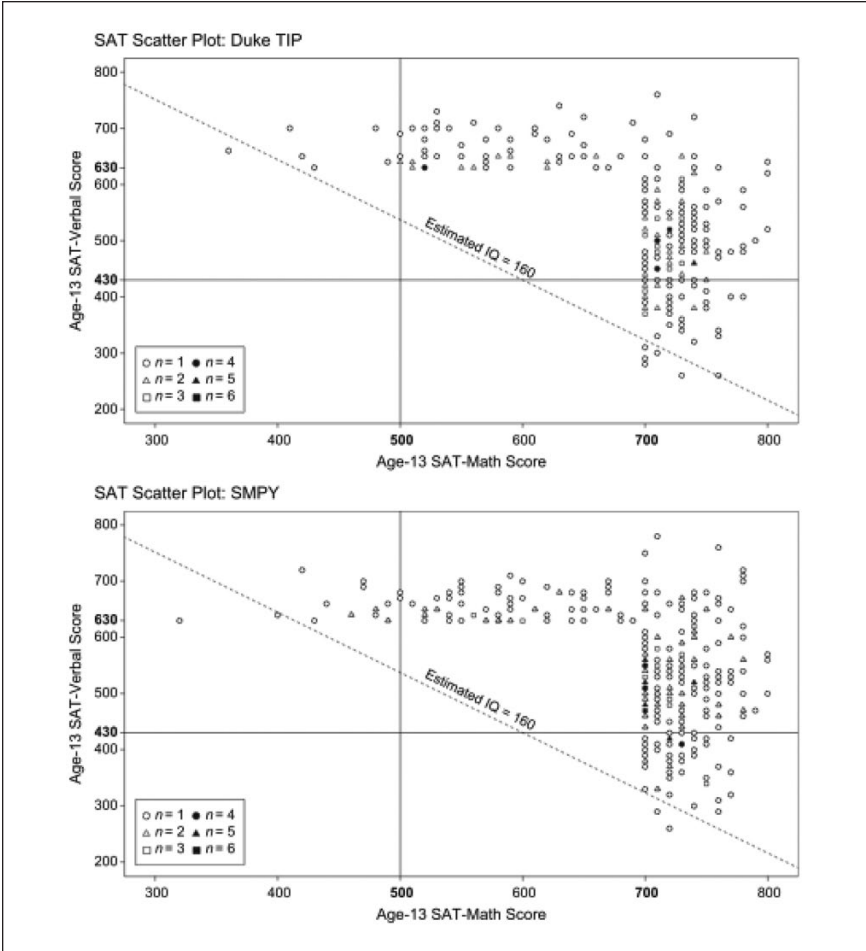 SAT Scatter Plot: Duke TIP
800
700
630
600
500
430
400
300
200
Age-13 SAT-Verbal Score
Estimated IQ = 160
n = 1 n = 4
n = 2 n = 5
n = 3 n = 6
300 400 500 600 700 800
Age-13 SAT-Math Score
SAT Scatter Plot: SMPY
800
700
630
600
500
430
400
300
200
Age-13 SAT-Verbal Score
Estimated IQ = 160
n = 1 n = 4
n = 2 n = 5
n = 3 n = 6
300 400 500 600 700 800
Age-13 SAT-Math Score